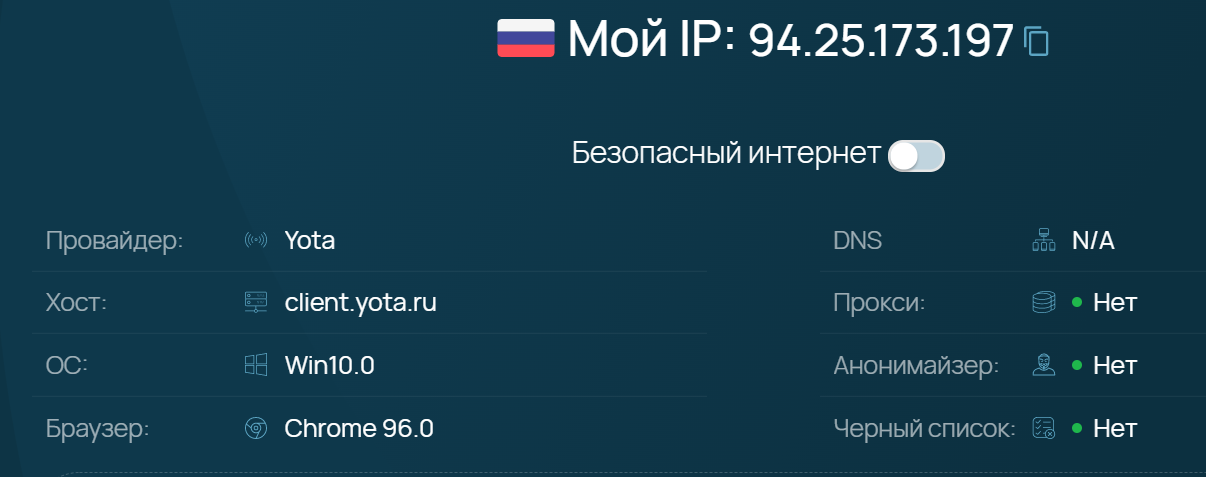 Мой IP: 94.25.173.197
Безопасный интернет
Провайдер: Yota
Хост: client.yota.ru
ОС: Win10.0
Браузер: Chrome 96.0
DNS N/A
Прокси: Нет
Анонимайзер: Нет
Черный список: Нет